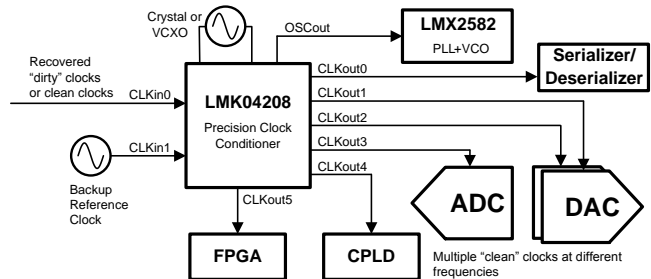 Crystal or
VCXO
OSCout
LMX2582
PLL+VCO
Recovered
"dirty" clocks
or clean clocks
CLKin0
LMK04208
Precision Clock
Conditioner
CLKout0
Serializer/
Deserializer
CLKout1
CLKout2
CLKin1
CLKout3
CLKout4
Backup
Reference
Clock
CLKout5
ADC
DAC
FPGA
CPLD
Multiple "clean" clocks at different
frequencies